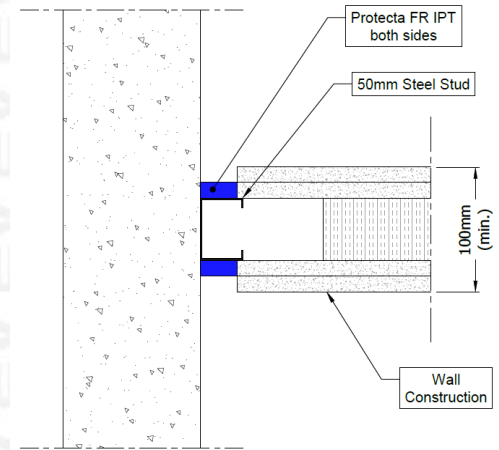 Protecta FR IPT
both sides
50mm Steel Stud
100mm
(min.)
Wall
Construction